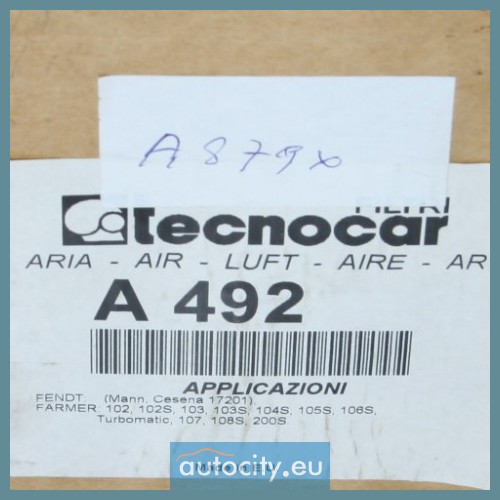 A 879x
FILTRI
tecnocar
ARIA - AIR - LUFT - AIRE - AR
A 492
APPLICAZIONI
FENDT: (Mann. Cesena 17201),
FARMER: 102, 102S, 103, 103S, 104S, 105S, 106S,
Turbomatic, 107, 108S, 200S
autocity.eu